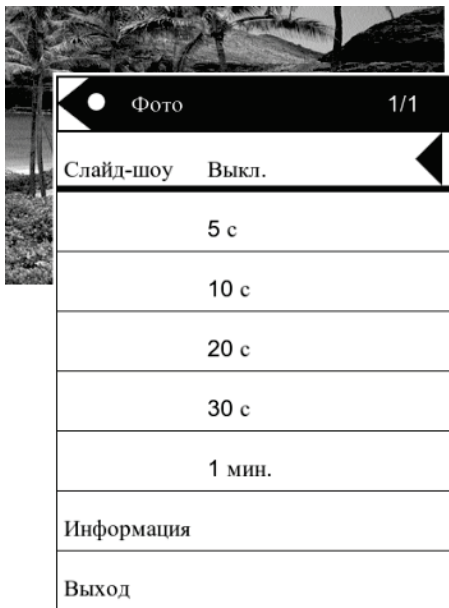 Фото 1/1
Слайд-шоу Выкл.
5 с
10 с
20 с
30 с
1 мин.
Информация
Выход